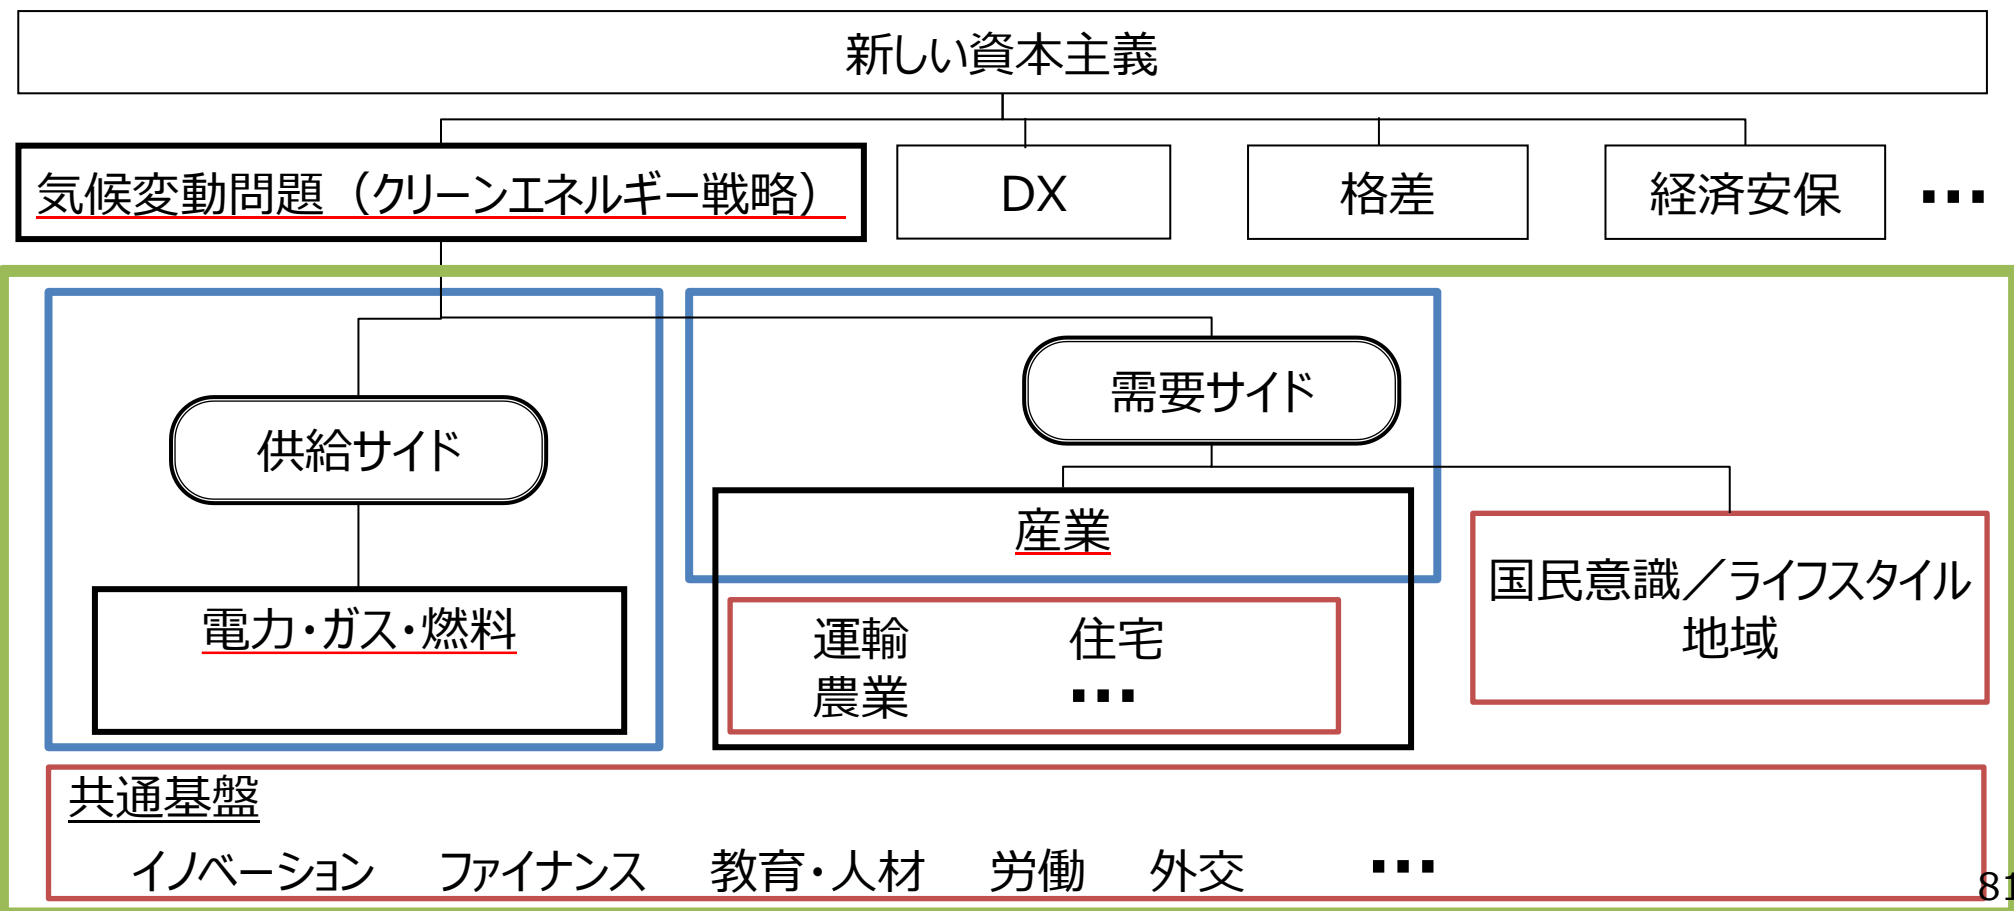 新しい資本主義
気候変動問題（クリーンエネルギー戦略）
DX
格差
経済安保
…
供給サイド
需要サイド
電力・ガス・燃料
産業
運輸 住宅
農業 …
国民意識／ライフスタイル
地域
共通基盤
イノベーション ファイナンス 教育・人材 労働 外交 …
81